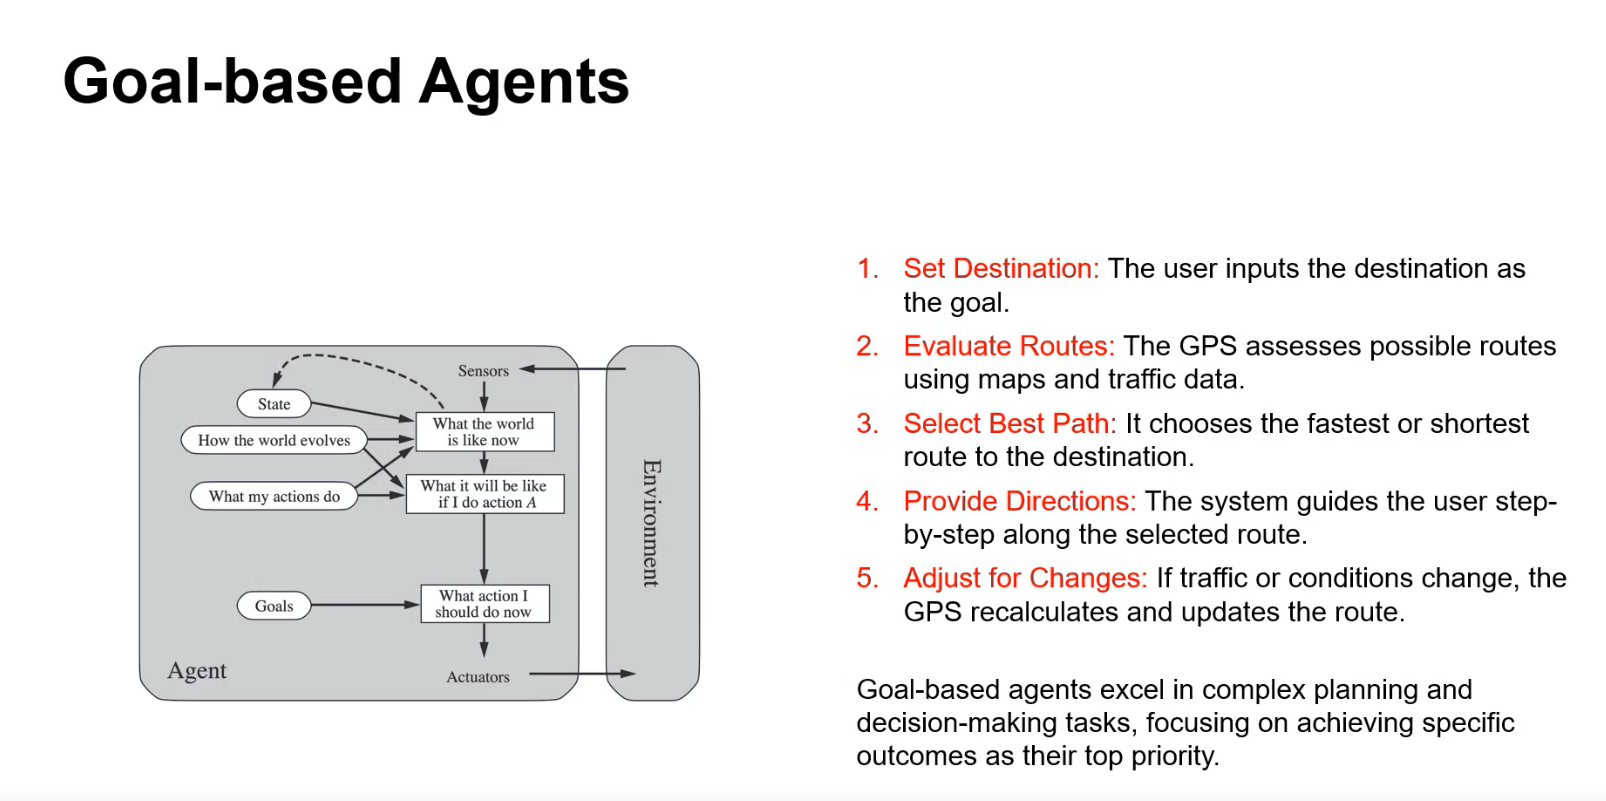 Goal-based Agents
Sensors
State
What the world
is like now
How the world evolves
What it will be like
if I do action A
What my actions do
What action I
should do now
Goals
Agent
Actuators
Environment
1. Set Destination: The user inputs the destination as
the goal.
2. Evaluate Routes: The GPS assesses possible routes
using maps and traffic data.
3. Select Best Path: It chooses the fastest or shortest
route to the destination.
4. Provide Directions: The system guides the user step-
by-step along the selected route.
5. Adjust for Changes: If traffic or conditions change, the
GPS recalculates and updates the route.
Goal-based agents excel in complex planning and
decision-making tasks, focusing on achieving specific
outcomes as their top priority.